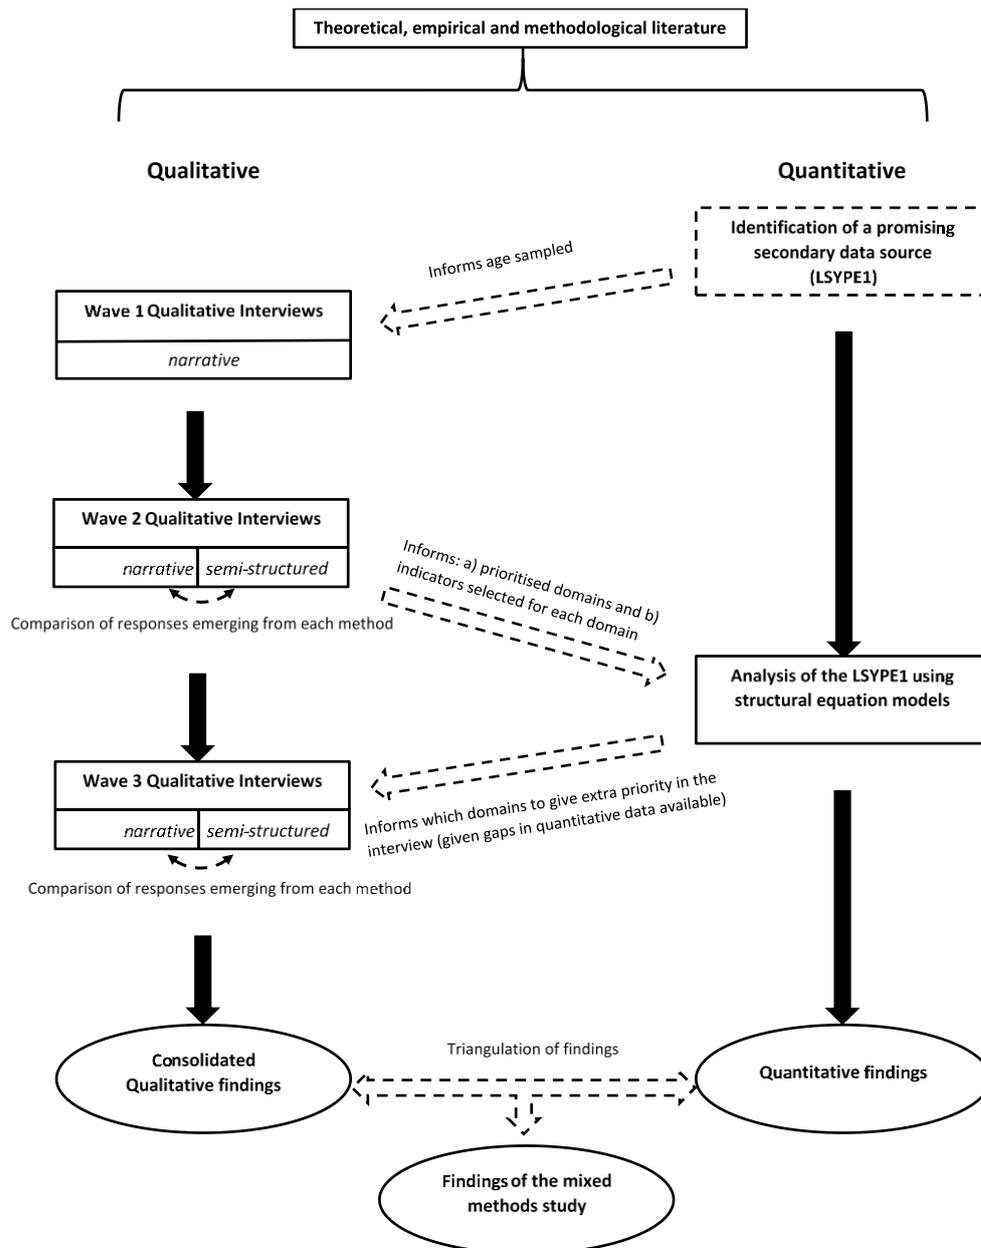 Theoretical, empirical and methodological literature
Qualitative
Quantitative
Identification of a promising
secondary data source
(LSYPE1)
Informs age sampled
Wave 1 Qualitative Interviews
narrative
Wave 2 Qualitative Interviews
narrative
semi-structured
Comparison of responses emerging from each method
Informs: a) prioritised domains and b)
indicators selected for each domain
Analysis of the LSYPE1 using
structural equation models
Wave 3 Qualitative Interviews
narrative
semi-structured
Comparison of responses emerging from each method
Informs which domains to give extra priority in the
interview (given gaps in quantitative data available)
Consolidated
Qualitative findings
Triangulation of findings
Quantitative findings
Findings of the mixed
methods study